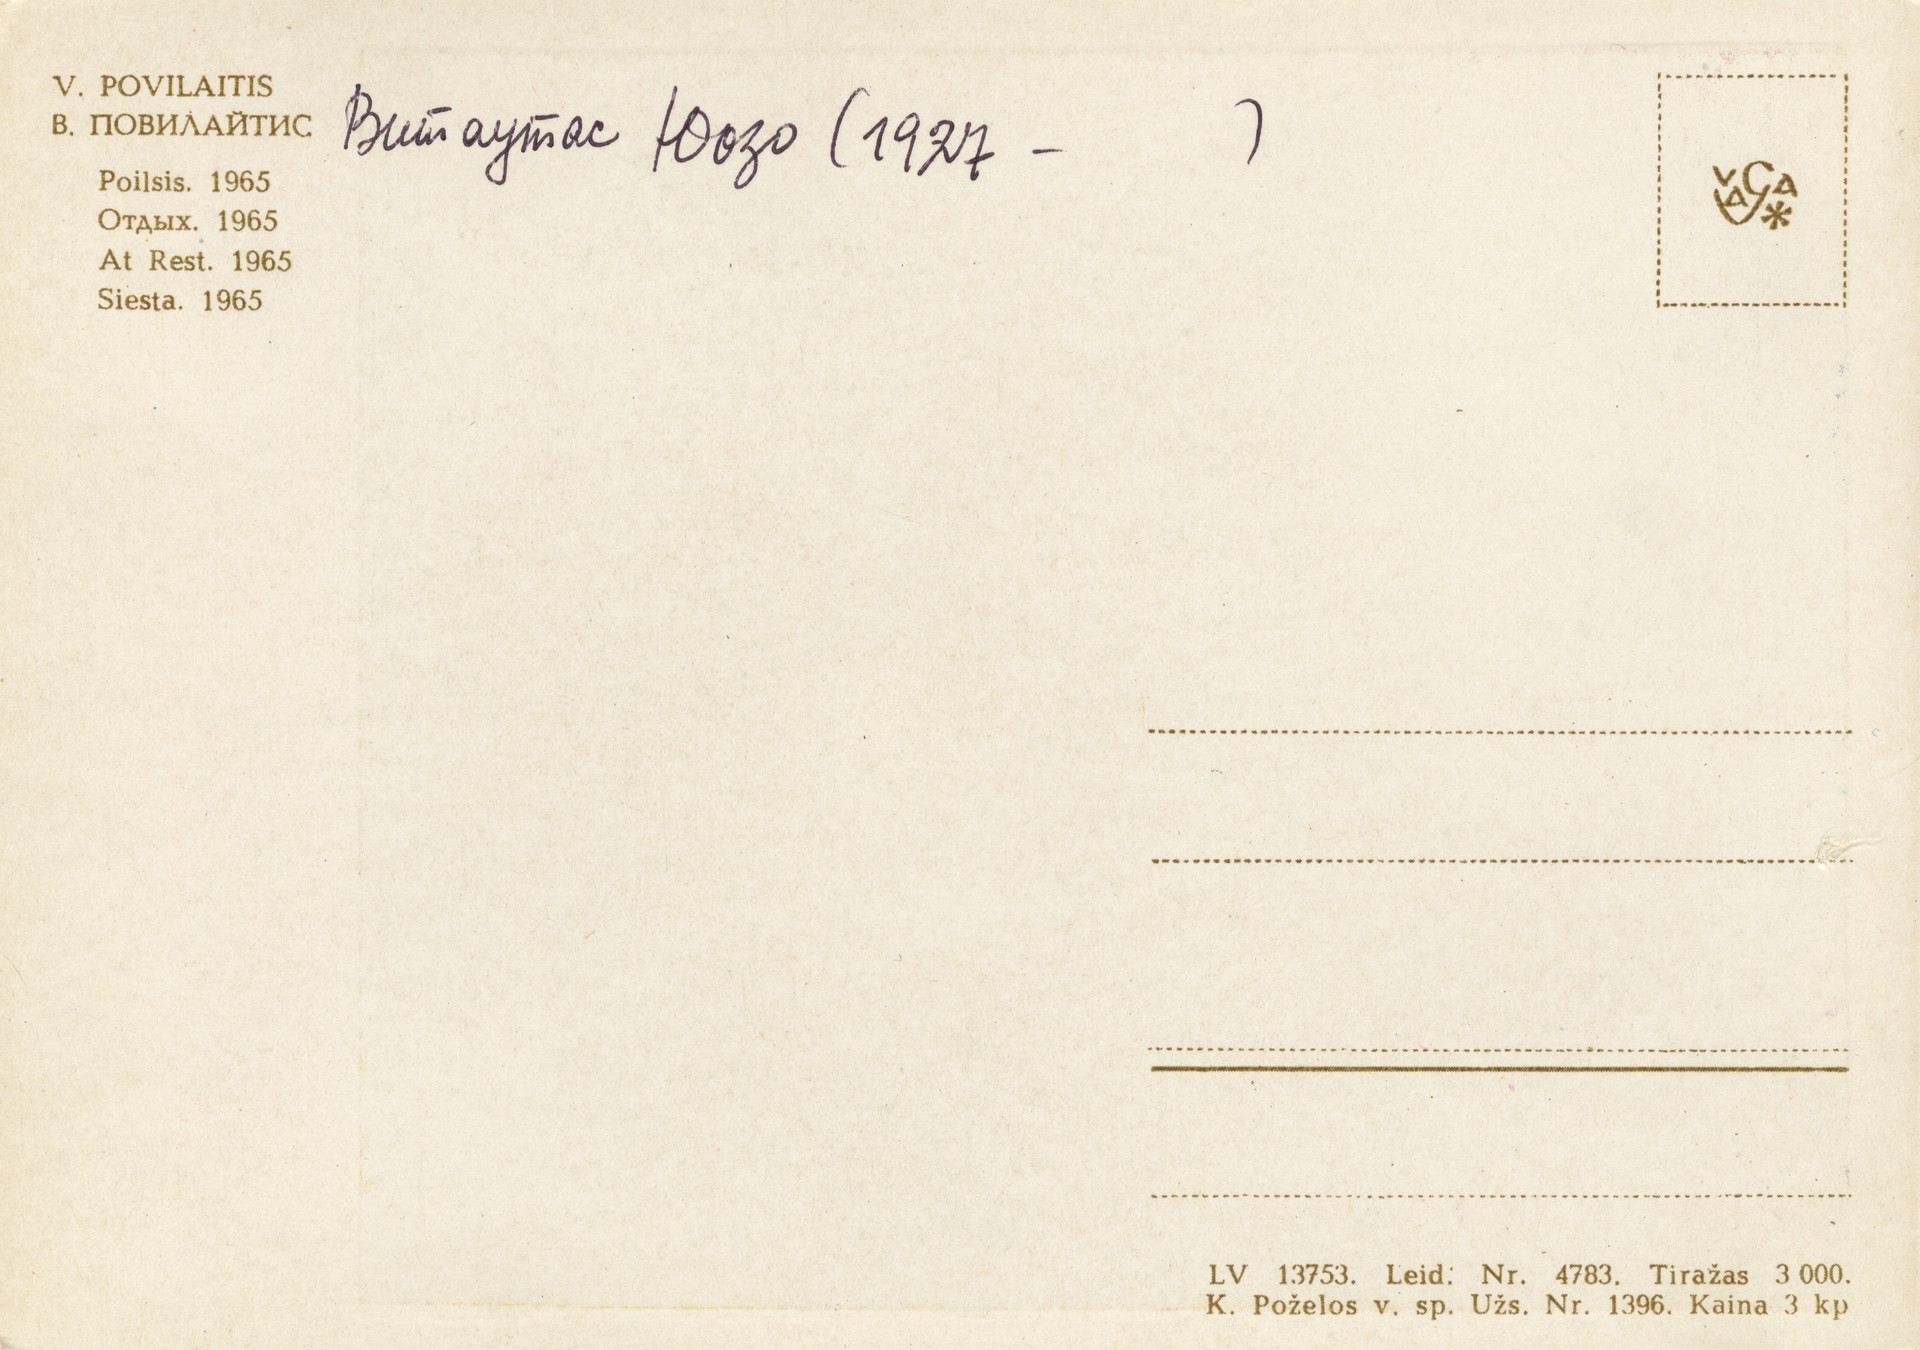 V. POVILAITIS
В. ПОВИЛАЙТИС Витаутас Юозо (1927 - )
Poilsis. 1965
Отдых. 1965
At Rest. 1965
Siesta. 1965
VAGA
LV 13753. Leid. Nr. 4783. Tiražas 3 000.
K. Poželos v. sp. Užs. Nr. 1396. Kaina 3 kp